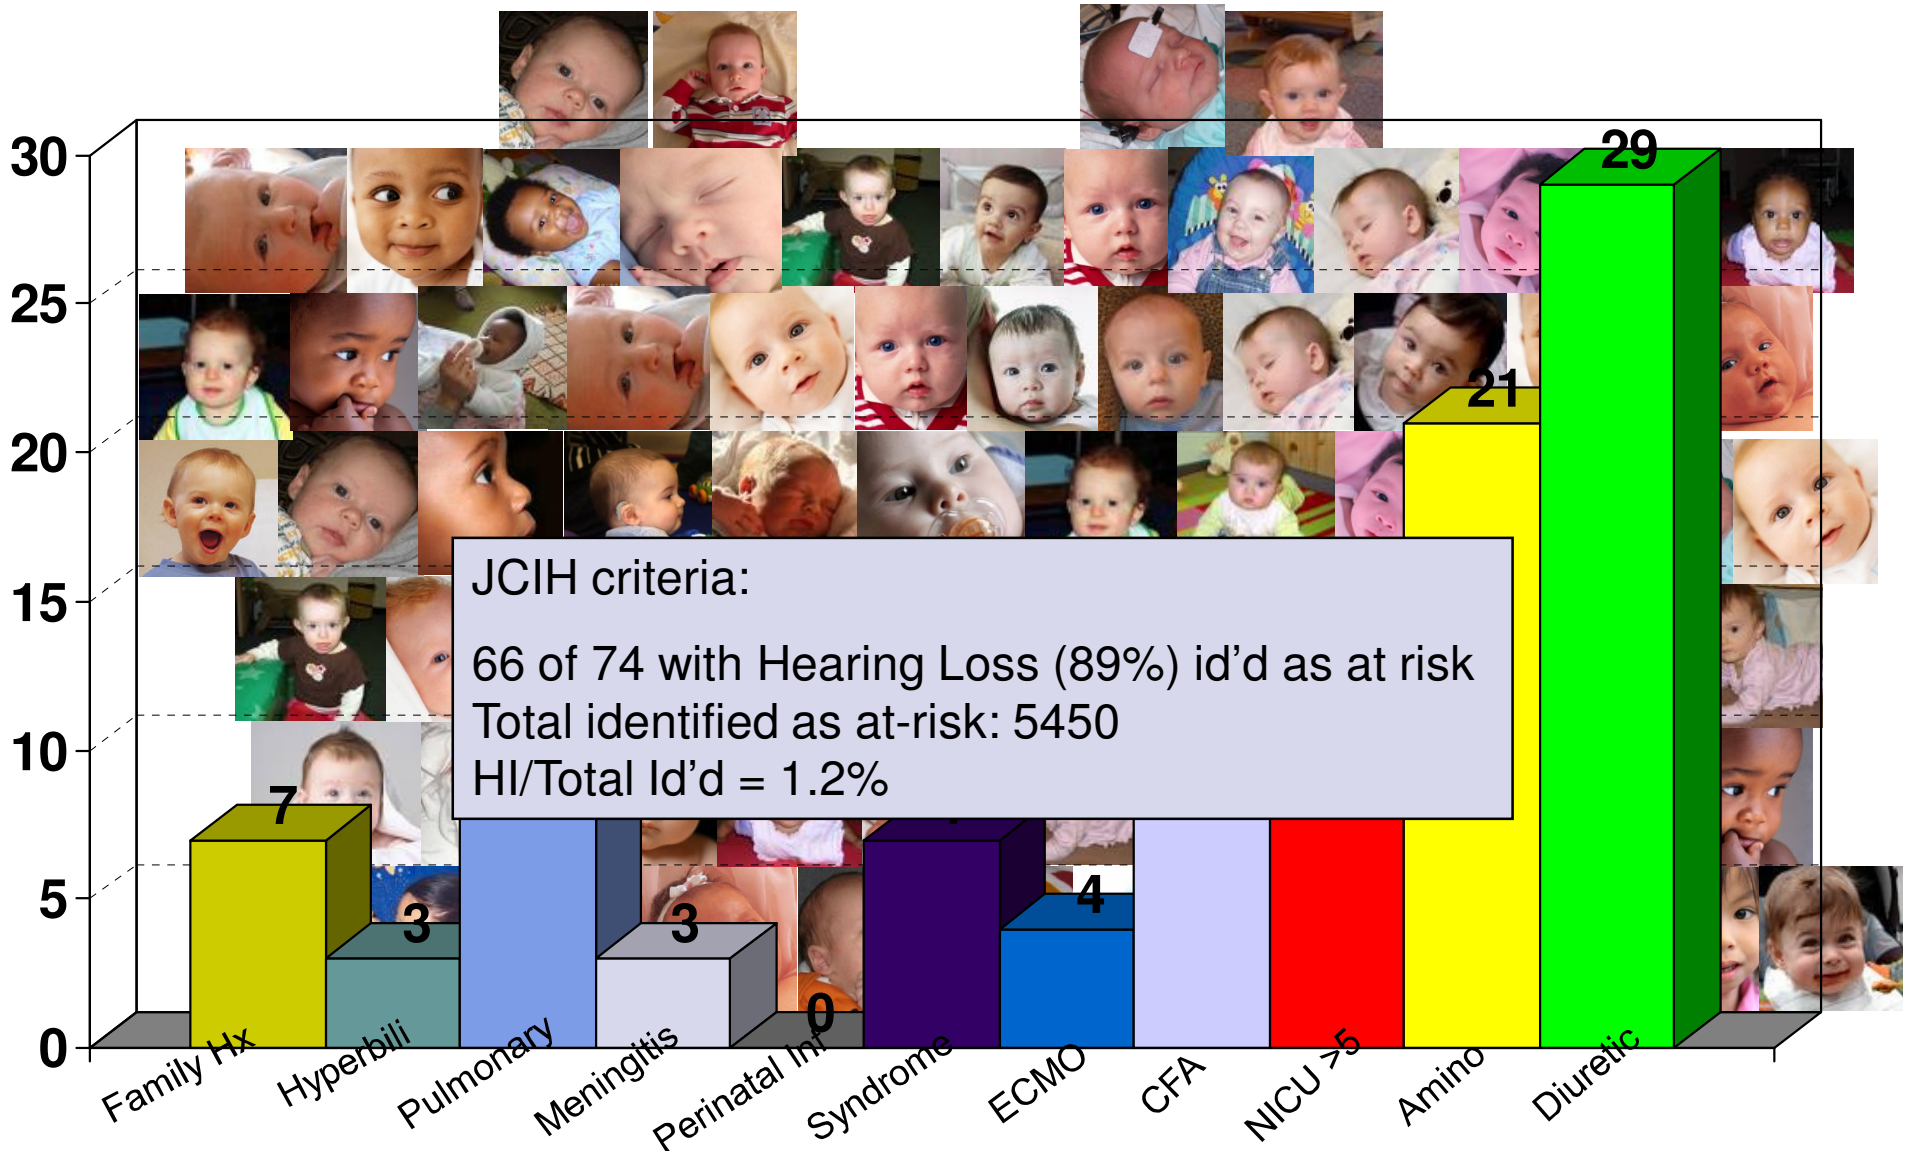 30
25
20
15
10
5
0
29
21
JCIH criteria:
66 of 74 with Hearing Loss (89%) id’d as at risk
Total identified as at-risk: 5450
HI/Total Id’d = 1.2%
7
3
3
0
4
Family Hx
Hyperbili
Pulmonary
Meningitis
Perinatal Inf
Syndrome
ECMO
CFA
NICU >5
Amino
Diuretic